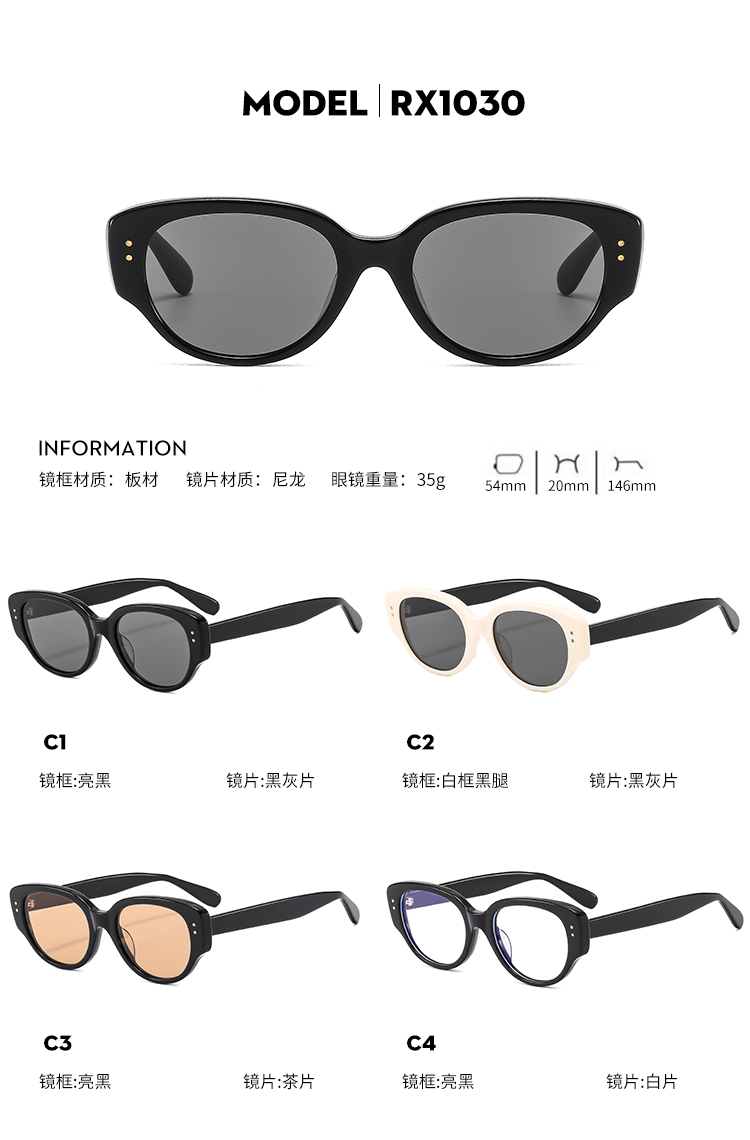 MODEL RX1030
INFORMATION
镜框材质：板材 镜片材质：尼龙 眼镜重量：35g
54mm 20mm 146mm
C1
镜框:亮黑 镜片:黑灰片
C2
镜框:白框黑腿 镜片:黑灰片
C3
镜框:亮黑 镜片:茶片
C4
镜框:亮黑 镜片:白片